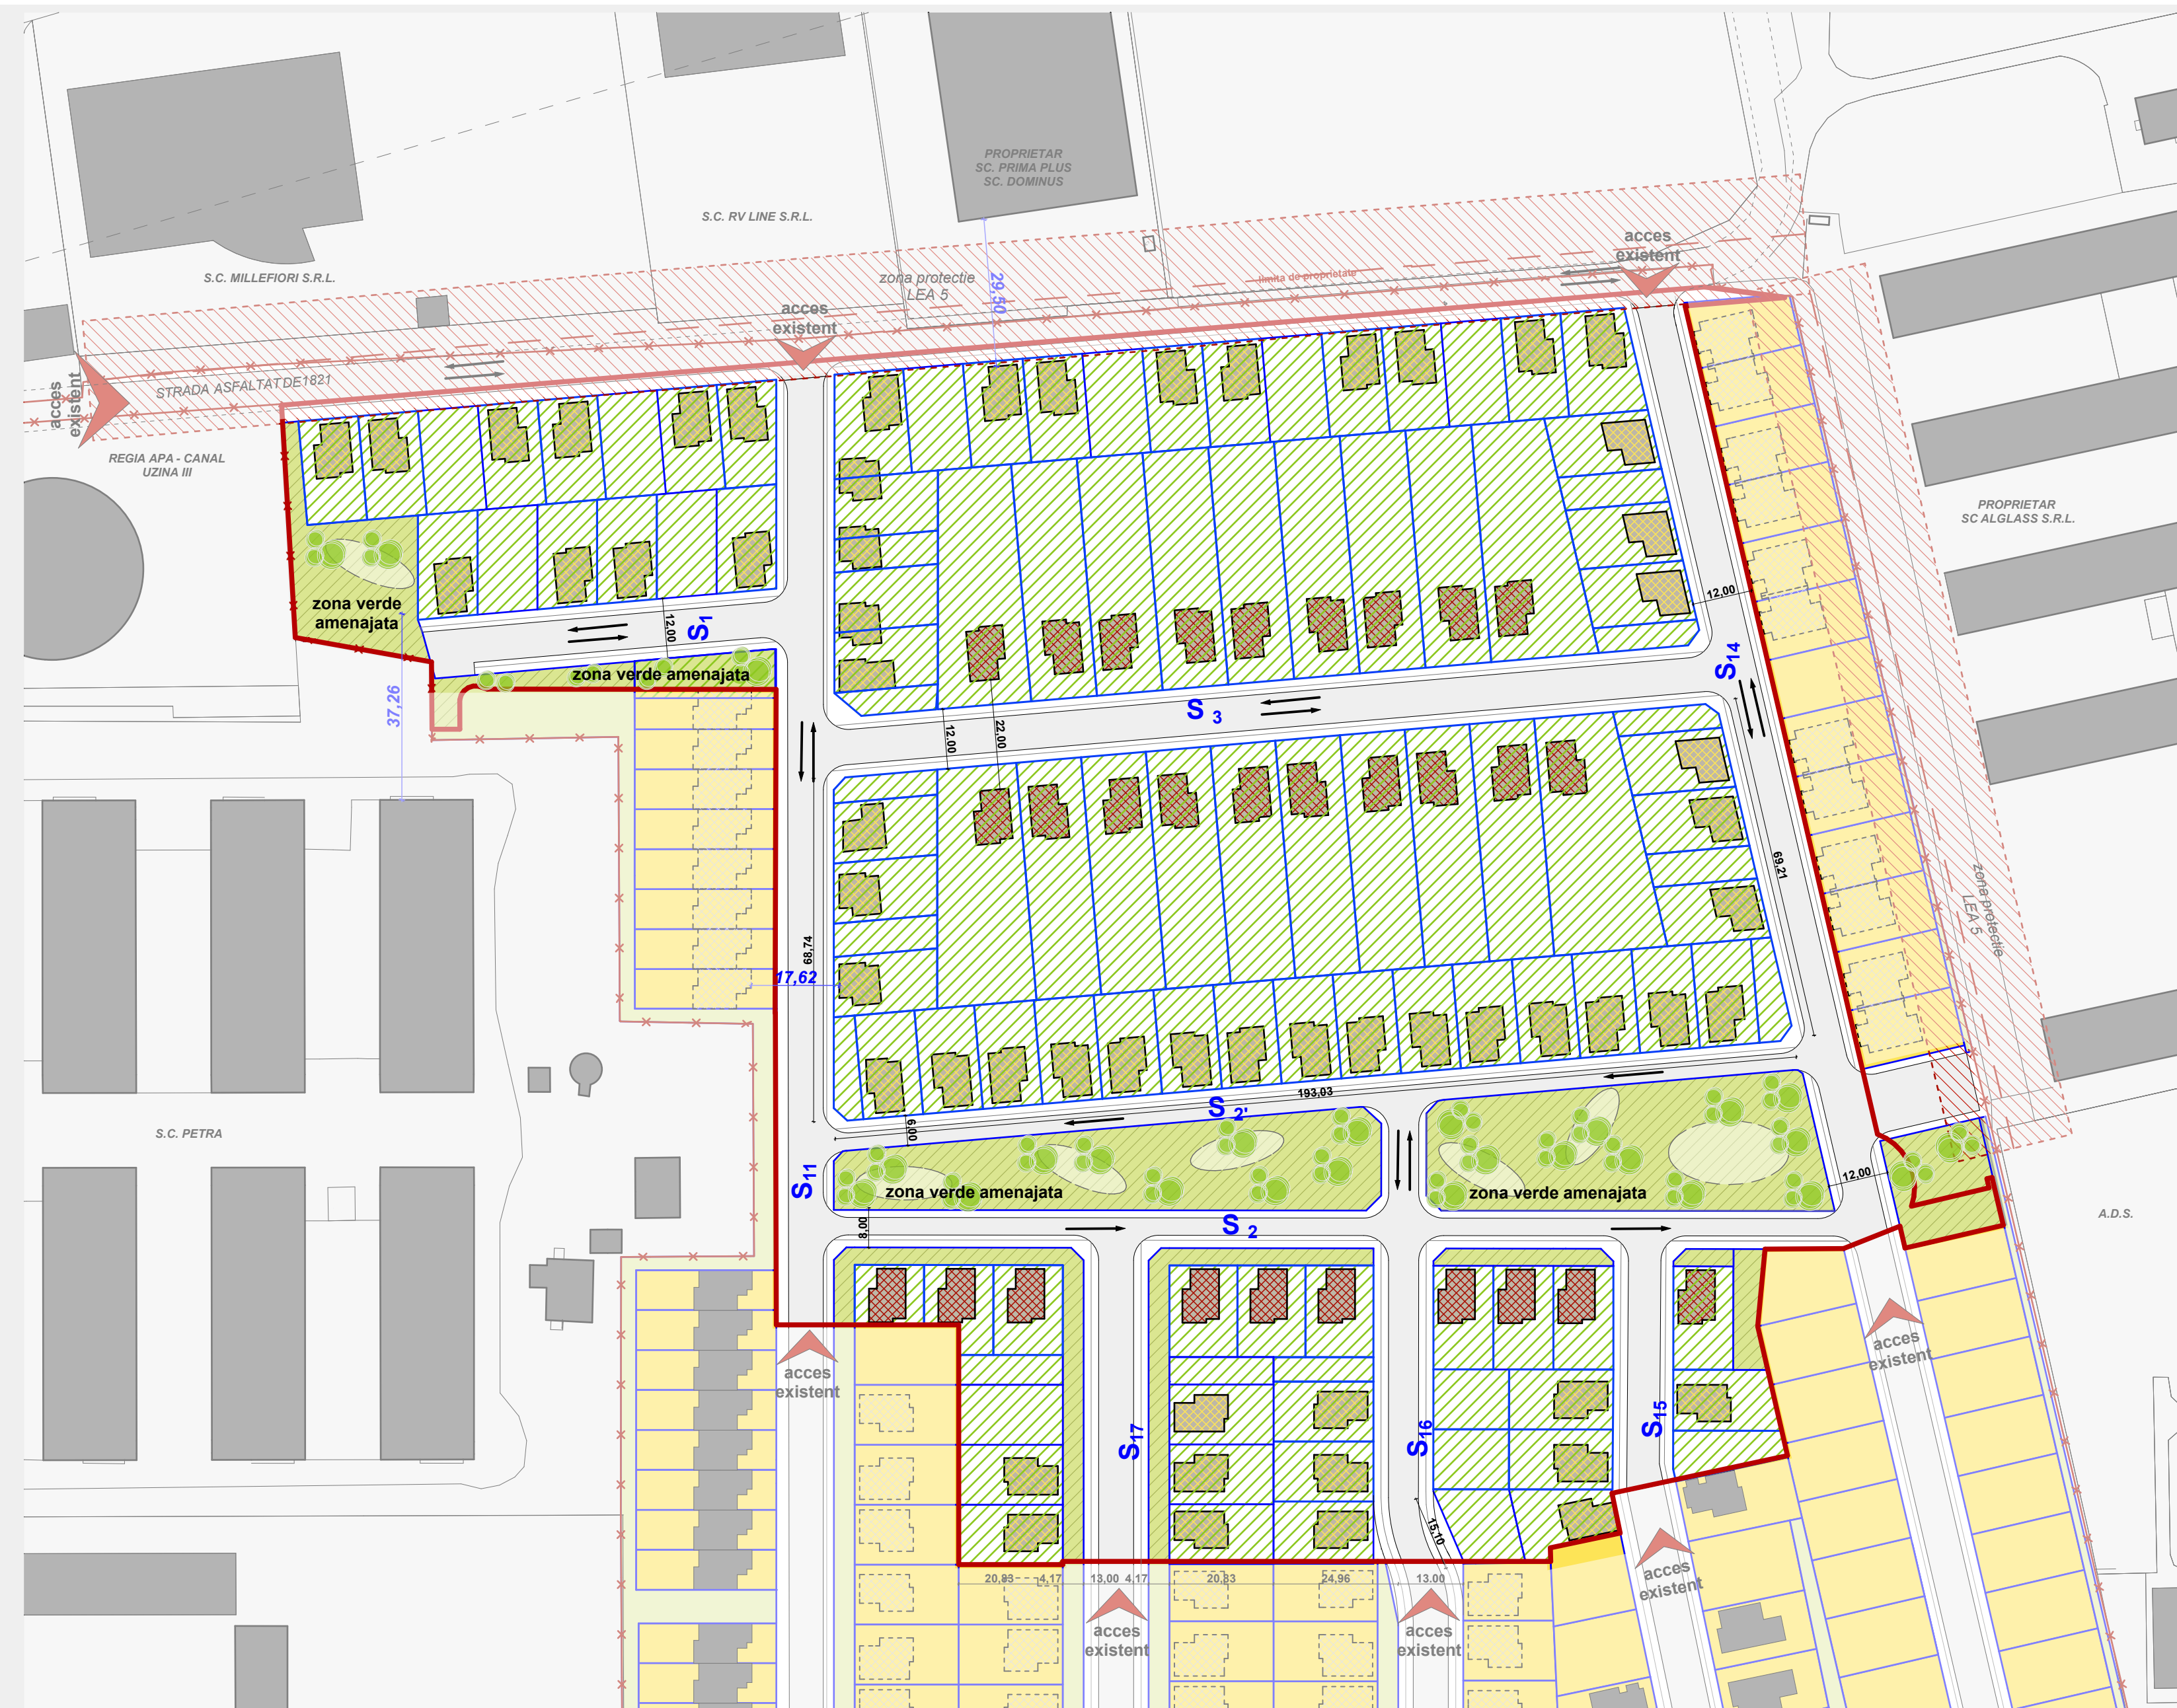 PROPRIETAR
SC. PRIMA PLUS
SC. DOMINUS
S.C. RV LINE S.R.L.
S.C. MILLEFIORI S.R.L.
zona protectie
LEA 5
29,50
limita de proprietate
acces
existent
acces
existent
acces
existent
STRADA ASFALTAT DE1821
REGIA APA - CANAL
UZINA III
PROPRIETAR
SC ALGLASS S.R.L.
zona verde
amenajata
12,00
S1
12,00
S14
zona verde amenajata
37,26
S 3
12,00
22,00
69,21
zona protectie
LEA 5
68,74
17,62
193,03
S 2'
6,00
S.C. PETRA
S11
zona verde amenajata
zona verde amenajata
12,00
A.D.S.
8,00
S 2
acces
existent
acces
existent
S17
S16
S15
15,10
20,83
4,17
13,00
4,17
20,83
24,96
13.00
acces
existent
acces
existent
acces
existent